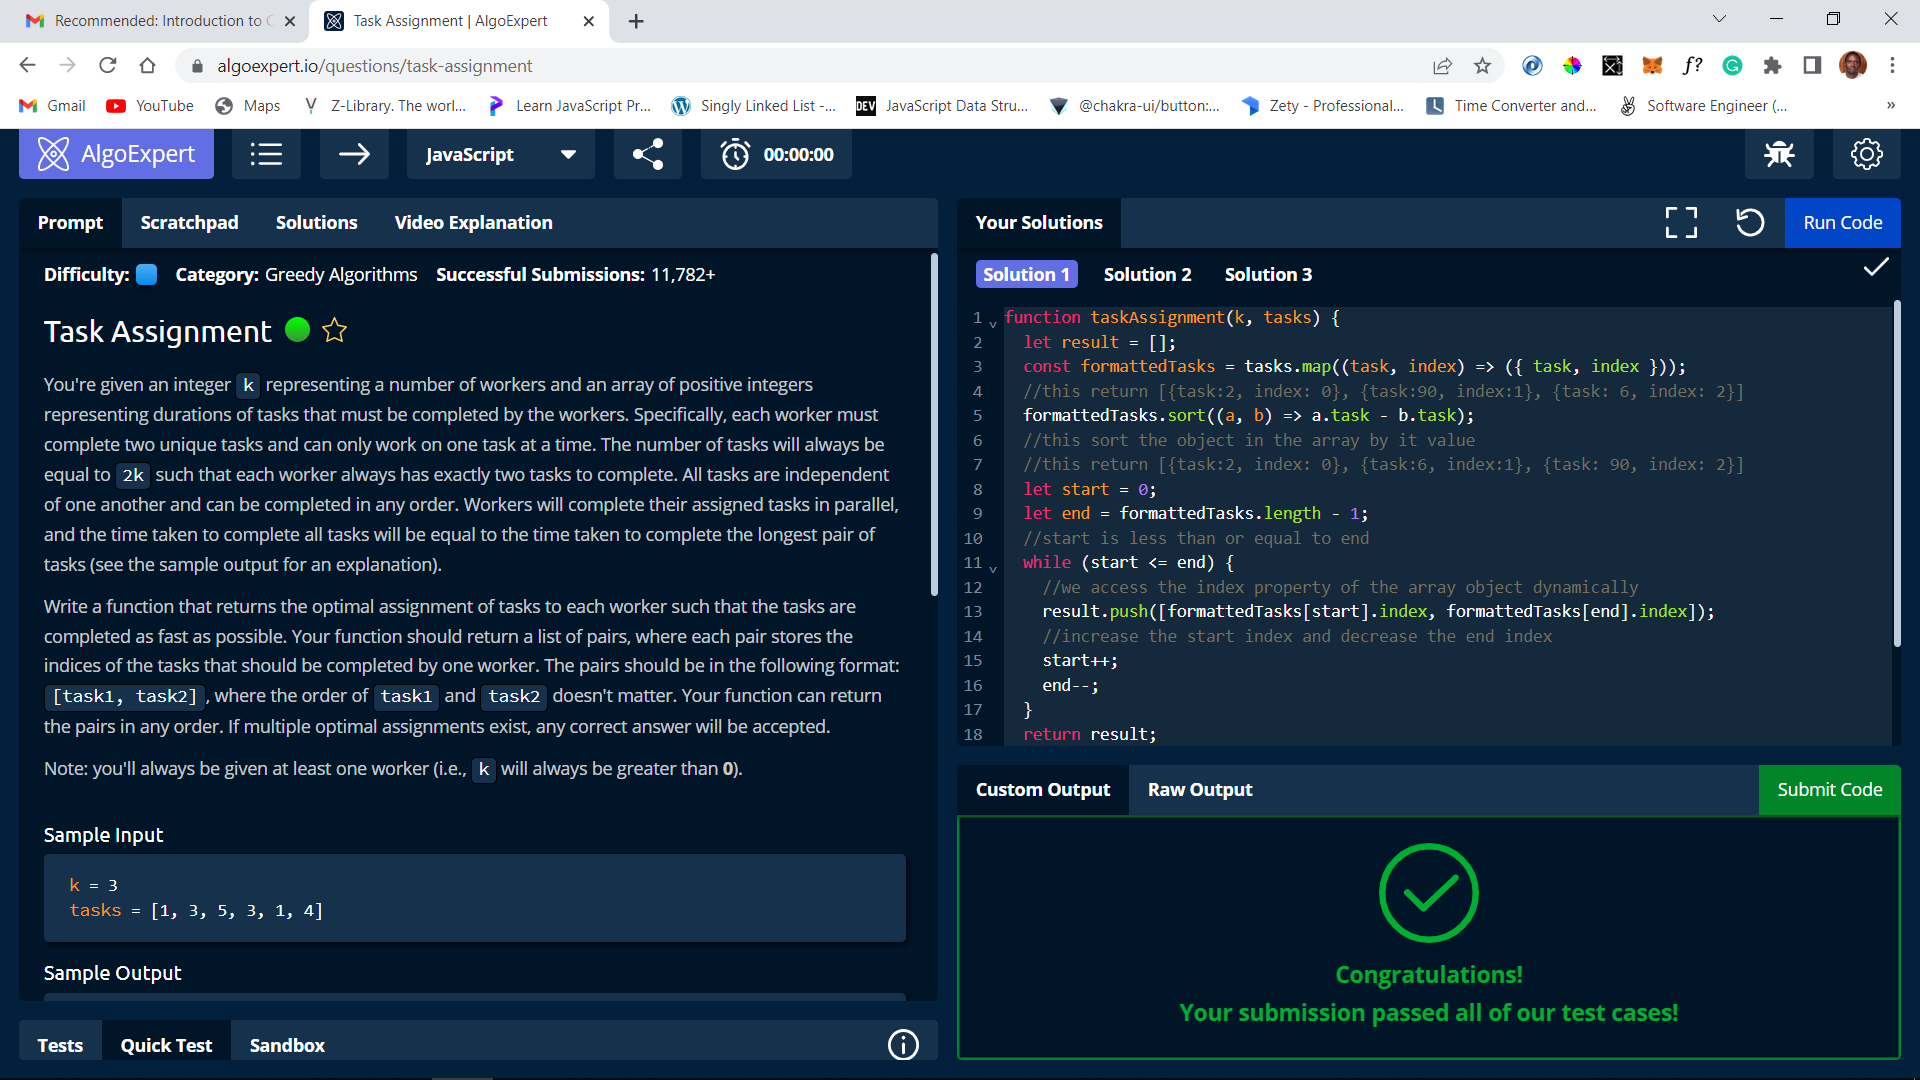 Recommended: Introduction to C
Task Assignment | AlgoExpert
algoexpert.io/questions/task-assignment
f?
Gmail
YouTube
Maps
Z-Library. The worl...
Learn JavaScript Pr...
Singly Linked List -...
DEV
JavaScript Data Stru...
@chakra-ui/button:...
Zety - Professional...
Time Converter and...
Software Engineer (...
»
AlgoExpert
JavaScript
00:00:00
Prompt
Scratchpad
Solutions
Video Explanation
Difficulty:
Category: Greedy Algorithms
Successful Submissions: 11,782+
Task Assignment
You're given an integer k representing a number of workers and an array of positive integers
representing durations of tasks that must be completed by the workers. Specifically, each worker must
complete two unique tasks and can only work on one task at a time. The number of tasks will always be
equal to 2k such that each worker always has exactly two tasks to complete. All tasks are independent
of one another and can be completed in any order. Workers will complete their assigned tasks in parallel,
and the time taken to complete all tasks will be equal to the time taken to complete the longest pair of
tasks (see the sample output for an explanation).
Write a function that returns the optimal assignment of tasks to each worker such that the tasks are
completed as fast as possible. Your function should return a list of pairs, where each pair stores the
indices of the tasks that should be completed by one worker. The pairs should be in the following format:
[task1, task2], where the order of task1 and task2 doesn't matter. Your function can return
the pairs in any order. If multiple optimal assignments exist, any correct answer will be accepted.
Note: you'll always be given at least one worker (i.e., k will always be greater than 0).
Sample Input
k = 3
tasks = [1, 3, 5, 3, 1, 4]
Sample Output
Tests
Quick Test
Sandbox
Your Solutions
Run Code
Solution 1
Solution 2
Solution 3
1 function taskAssignment(k, tasks) {
2 let result = [];
3 const formattedTasks = tasks.map((task, index) => ({ task, index }));
4 //this return [{task:2, index: 0}, {task:90, index:1}, {task: 6, index: 2}]
5 formattedTasks.sort((a, b) => a.task - b.task);
6 //this sort the object in the array by it value
7 //this return [{task:2, index: 0}, {task:6, index:1}, {task: 90, index: 2}]
8 let start = 0;
9 let end = formattedTasks.length - 1;
10 //start is less than or equal to end
11 while (start <= end) {
12 //we access the index property of the array object dynamically
13 result.push([formattedTasks[start].index, formattedTasks[end].index]);
14 //increase the start index and decrease the end index
15 start++;
16 end--;
17 }
18 return result;
Custom Output
Raw Output
Submit Code
Congratulations!
Your submission passed all of our test cases!